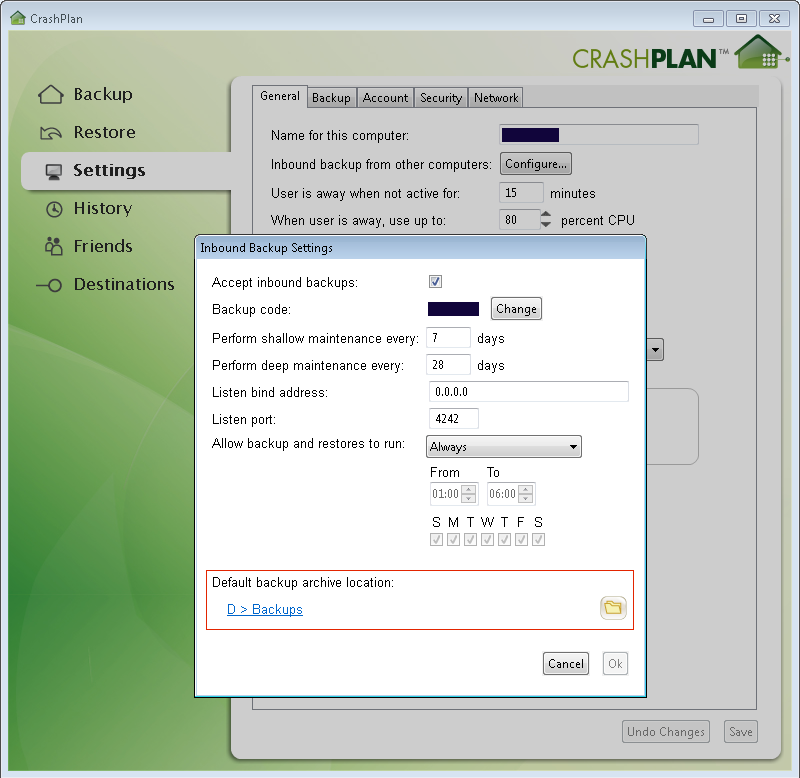 CrashPlan
CRASHPLAN™
Backup
Restore
Settings
History
Friends
Destinations
General Backup Account Security Network
Name for this computer:
Inbound backup from other computers: Configure...
User is away when not active for: 15 minutes
When user is away, use up to: 80 percent CPU
Inbound Backup Settings
Accept inbound backups:
Backup code: Change
Perform shallow maintenance every: 7 days
Perform deep maintenance every: 28 days
Listen bind address: 0.0.0.0
Listen port: 4242
Allow backup and restores to run: Always
From To
01:00 06:00
S M T W T F S
Default backup archive location:
D > Backups
Cancel Ok
Undo Changes Save